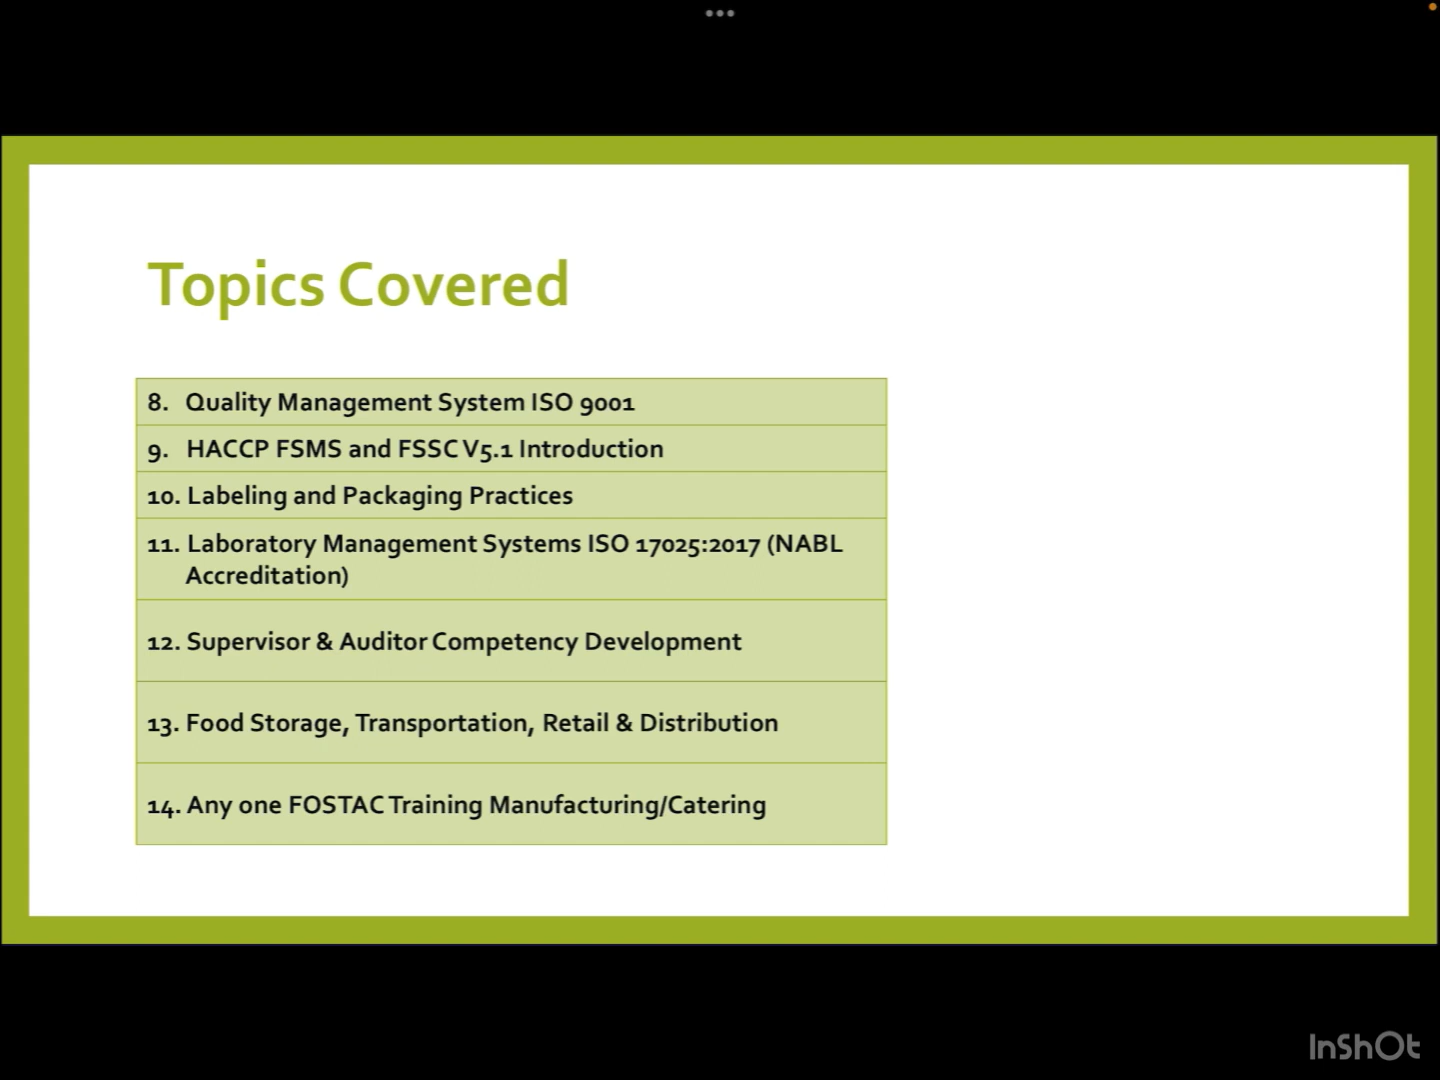 Topics Covered
8. Quality Management System ISO 9001
9. HACCP FSMS and FSSC V5.1 Introduction
10. Labeling and Packaging Practices
11. Laboratory Management Systems ISO 17025:2017 (NABL
Accreditation)
12. Supervisor & Auditor Competency Development
13. Food Storage, Transportation, Retail & Distribution
14. Any one FOSTAC Training Manufacturing/Catering
InShOt